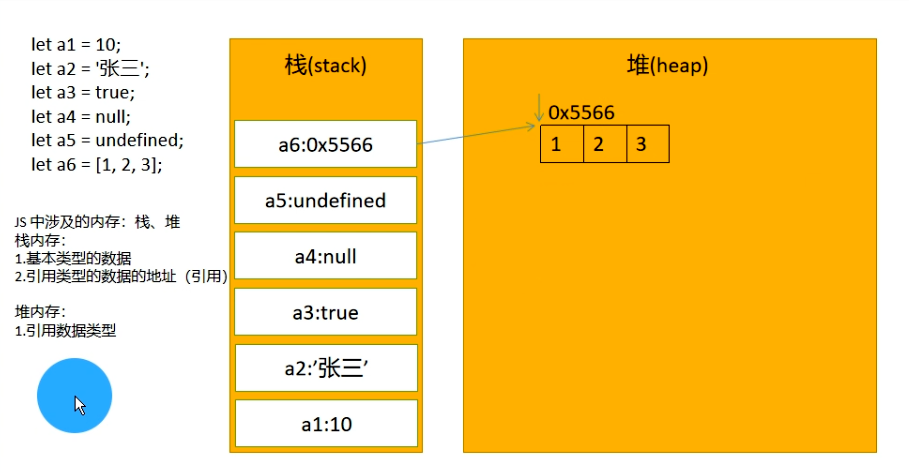 let a1 = 10;
let a2 = '张三';
let a3 = true;
let a4 = null;
let a5 = undefined;
let a6 = [1, 2, 3];
JS 中涉及的内存：栈、堆
栈内存：
1.基本类型的数据
2.引用类型的数据的地址（引用）
堆内存：
1.引用数据类型
栈(stack)
a6:0x5566
a5:undefined
a4:null
a3:true
a2:’张三’
a1:10
堆(heap)
0x5566
1 2 3